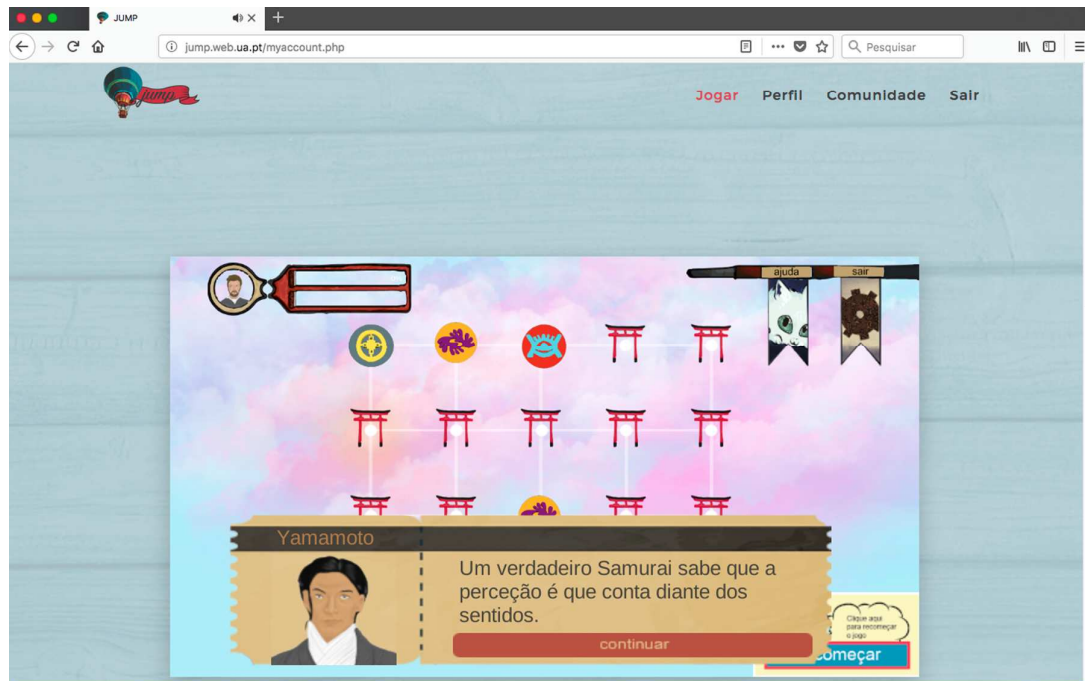 JUMP
jump.web.ua.pt/myaccount.php
Pesquisar
jump
Jogar Perfil Comunidade Sair
ajuda sair
Yamamoto
Um verdadeiro Samurai sabe que a
perceção é que conta diante dos
sentidos.
continuar
Clique aqui
para recomeçar
o jogo
omeçar